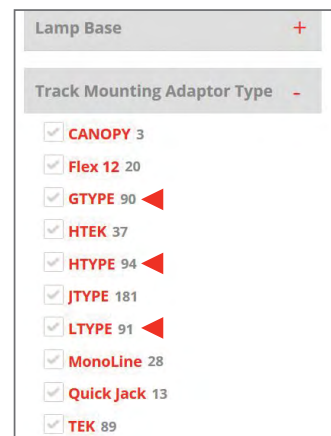 Lamp Base +
Track Mounting Adaptor Type -
CANOPY 3
Flex 12 20
GTYPE 90
HTEK 37
HTYPE 94
JTYPE 181
LTYPE 91
MonoLine 28
Quick Jack 13
TEK 89